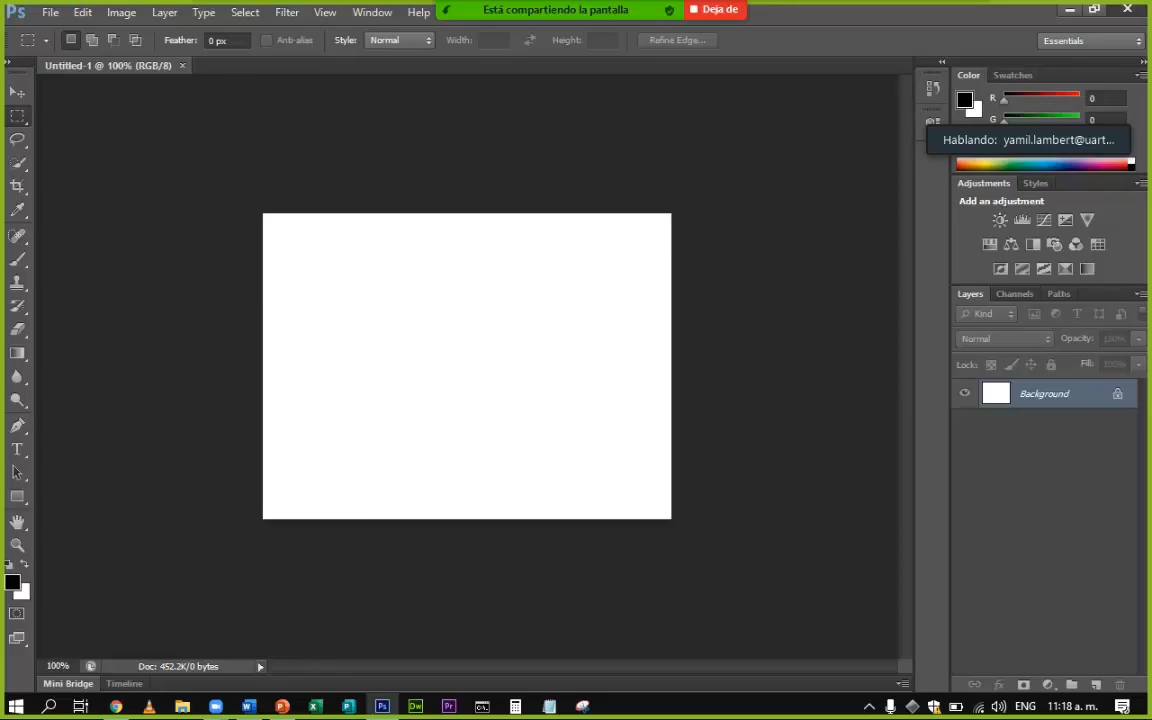 Ps File Edit Image Layer Type Select Filter View Window Help Está compartiendo la pantalla Deja de
Feather: 0 px Anti-alias Style: Normal Width: Height: Refine Edge... Essentials
Untitled-1 @ 100% (RGB/8) ×
Color Swatches
R 0
G 0
Hablando: yamil.lambert@uart...
Adjustments Styles
Add an adjustment
Layers Channels Paths
Kind
Normal Opacity: 100%
Lock: Fill: 100%
Background
100% Doc: 452.2K/0 bytes
Mini Bridge Timeline
ENG 11:18 a. m.